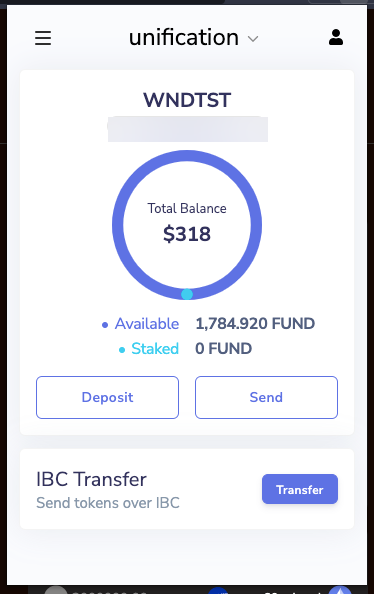 unification
WNDTST
Total Balance
$318
Available 1,784.920 FUND
Staked 0 FUND
Deposit
Send
IBC Transfer
Send tokens over IBC
Transfer